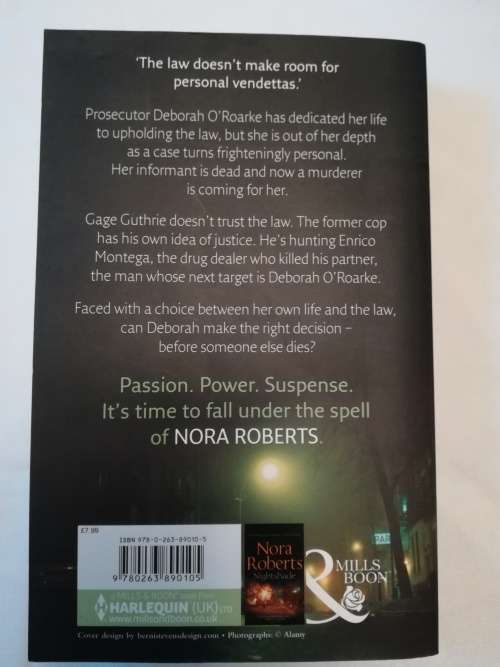 ‘The law doesn’t make room for
personal vendettas.’
Prosecutor Deborah O’Roarke has dedicated her life
to upholding the law, but she is out of her depth
as a case turns frighteningly personal.
Her informant is dead and now a murderer
is coming for her.
Gage Guthrie doesn’t trust the law. The former cop
has his own idea of justice. He’s hunting Enrico
Montega, the drug dealer who killed his partner,
the man whose next target is Deborah O’Roarke.
Faced with a choice between her own life and the law,
can Deborah make the right decision –
before someone else dies?
Passion. Power. Suspense.
It’s time to fall under the spell
of NORA ROBERTS.
£7.99
ISBN 978-0-263-89010-5
9 780263 890105
HARLEQUIN (UK) LTD
www.millsandboon.co.uk
Nora
Roberts
Nightshade
MILLS
BOON
PAR
Cover design by bernistevensdesign.com • Photographs: © Alamy